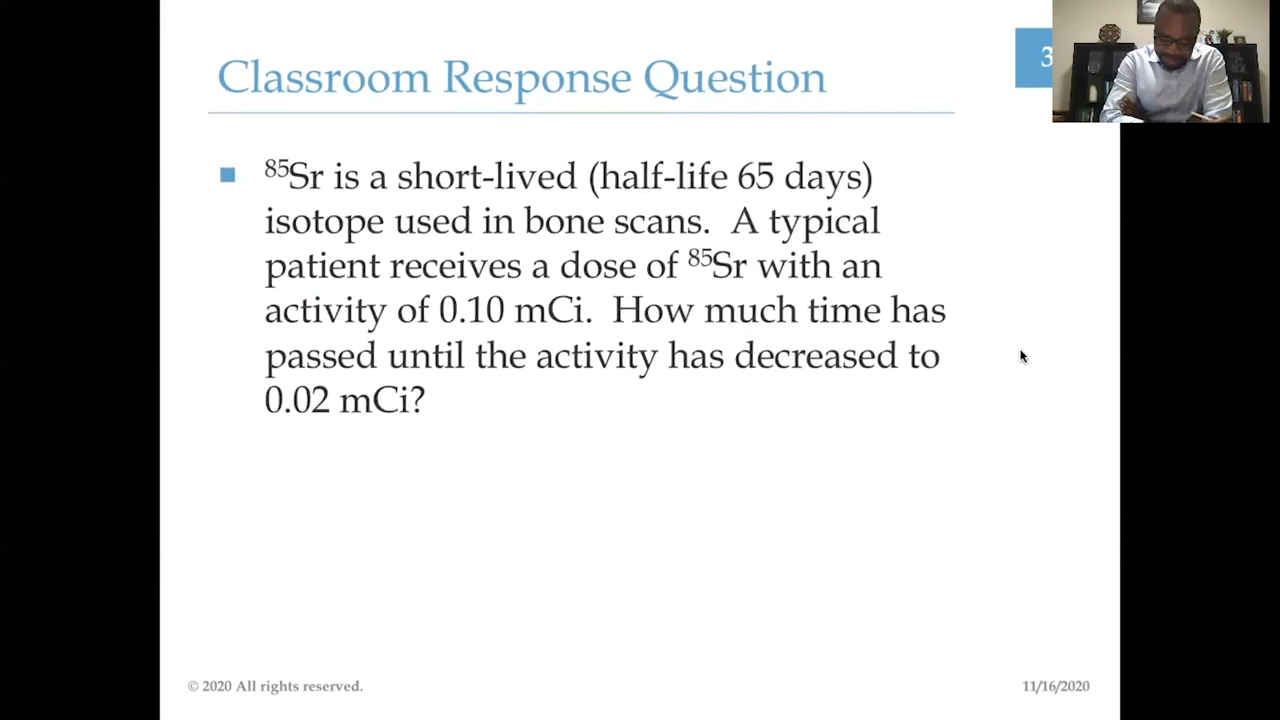 Classroom Response Question
3
■ ⁸⁵Sr is a short-lived (half-life 65 days)
isotope used in bone scans. A typical
patient receives a dose of ⁸⁵Sr with an
activity of 0.10 mCi. How much time has
passed until the activity has decreased to
0.02 mCi?
© 2020 All rights reserved.
11/16/2020